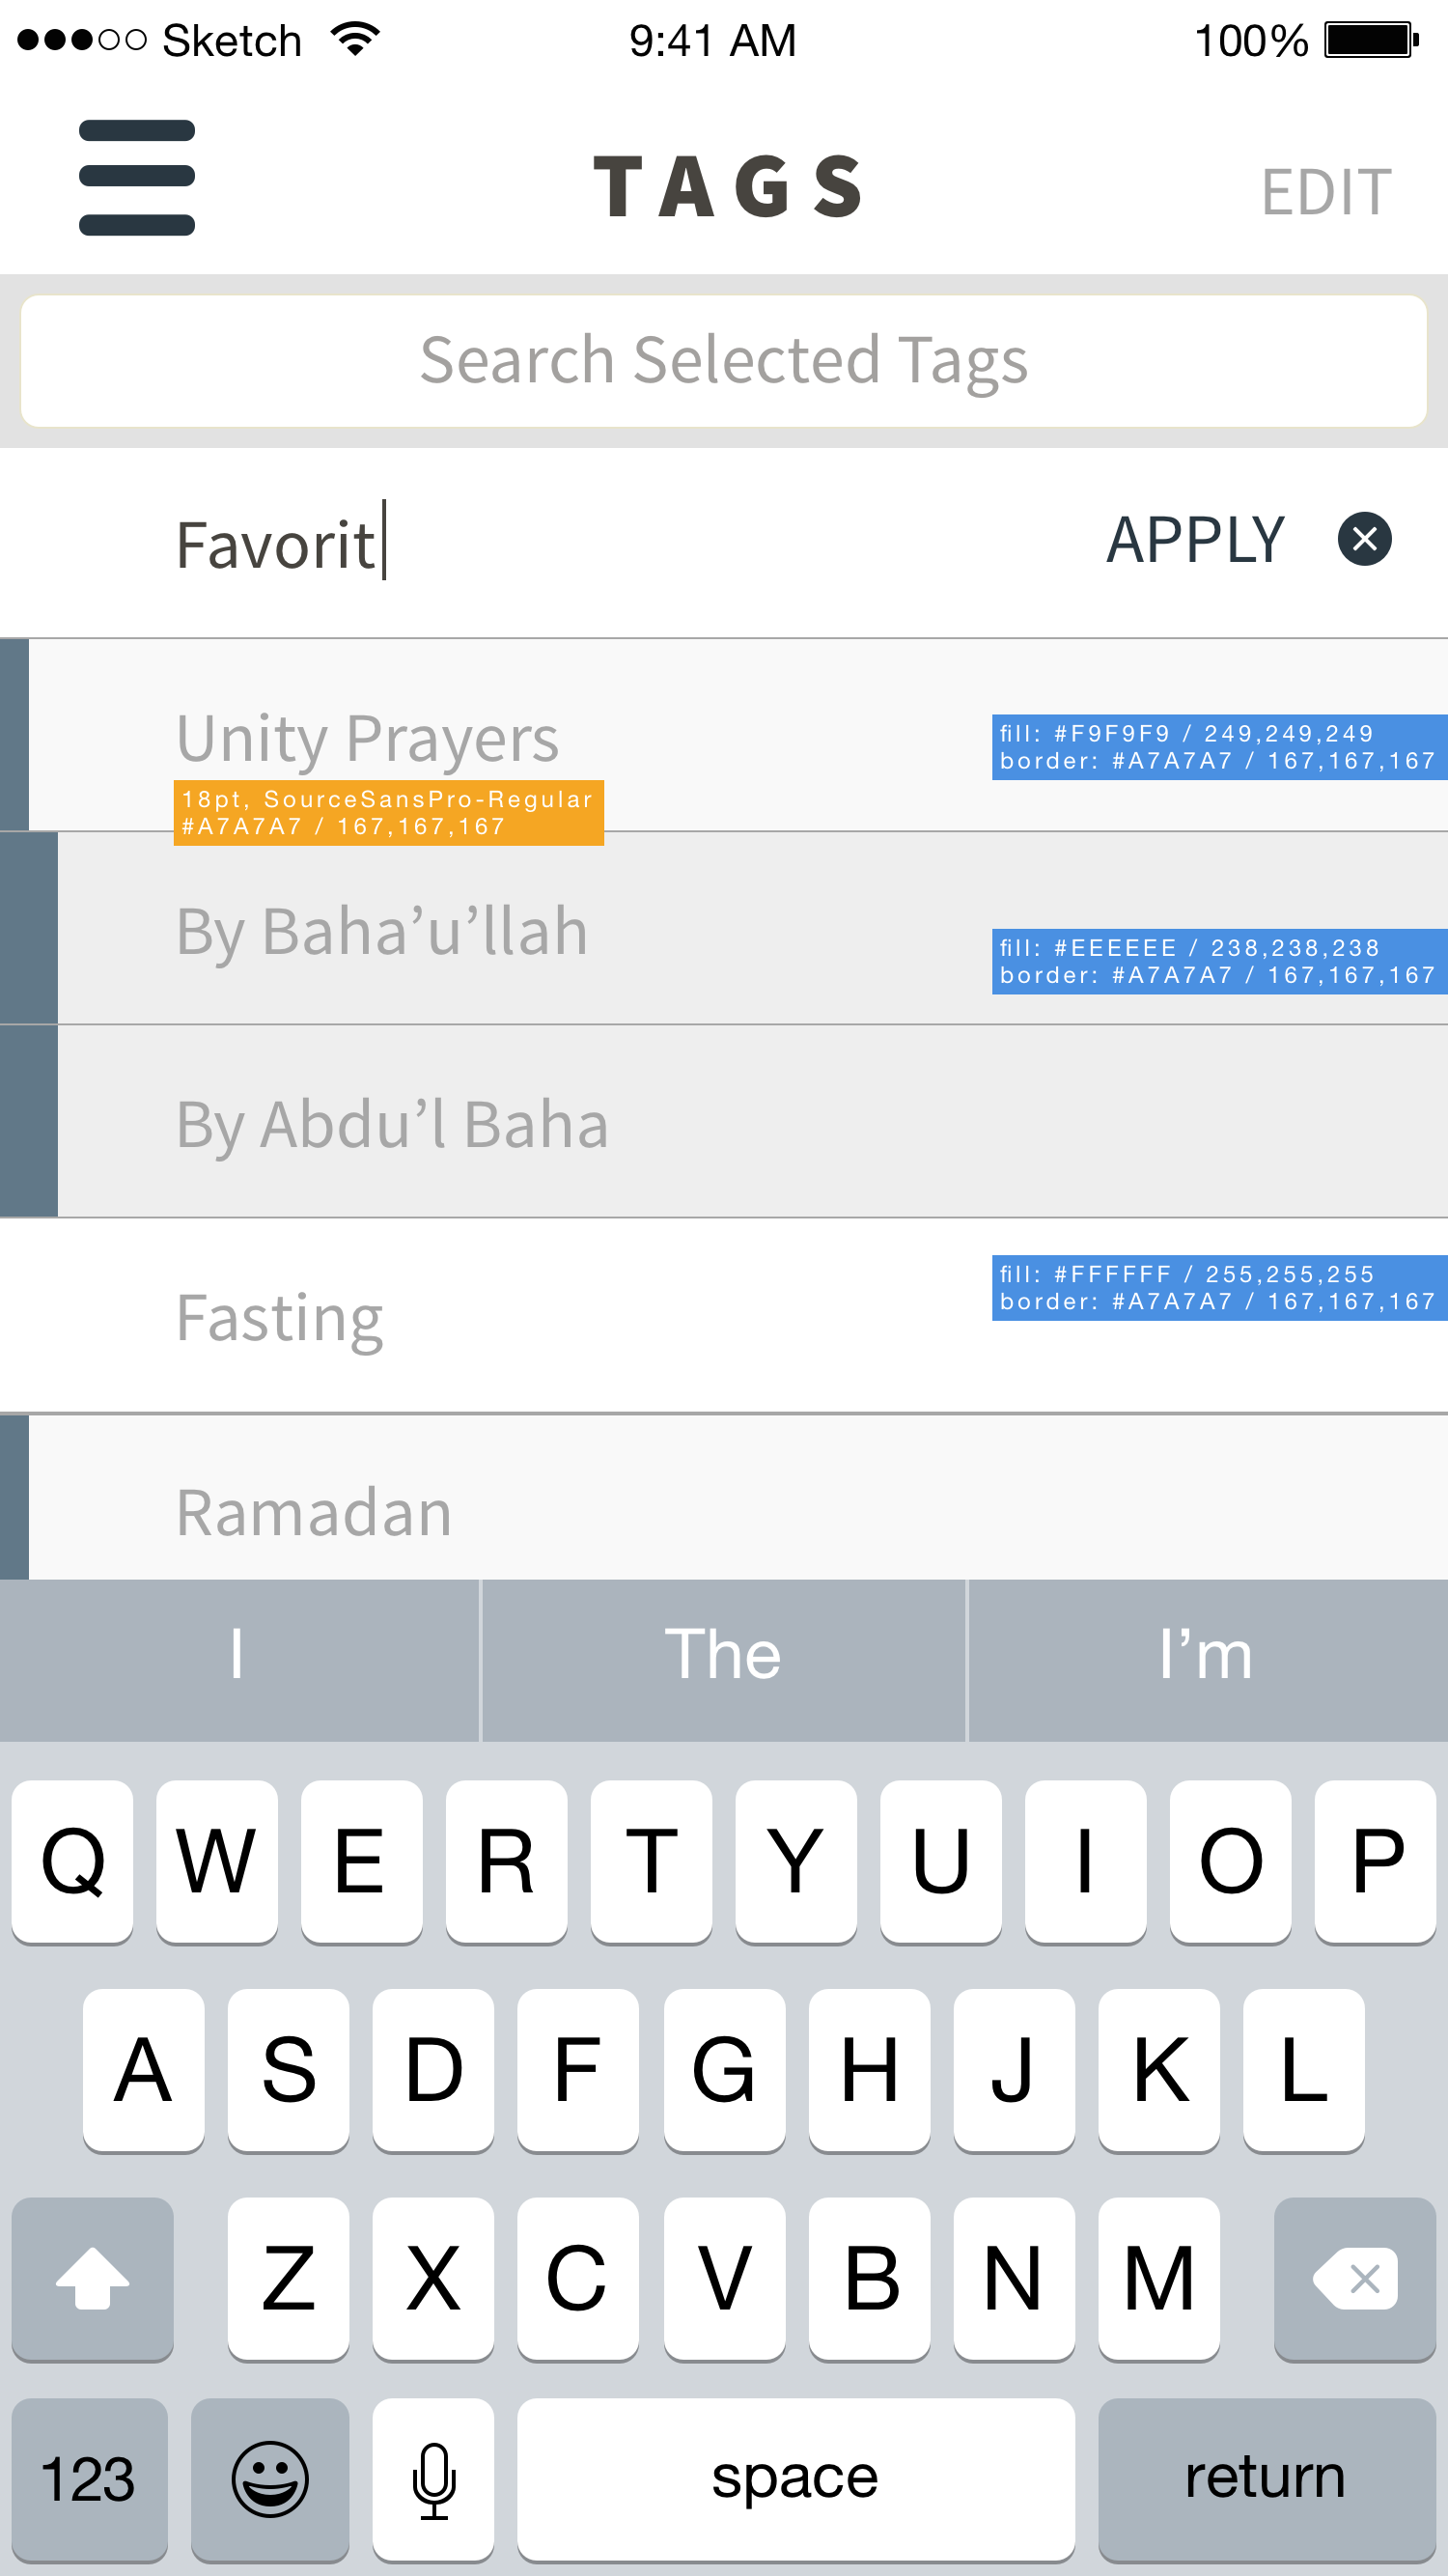 Sketch 9:41 AM 100%
TAGS EDIT
Search Selected Tags
Favorit APPLY
Unity Prayers
fill: #F9F9F9 / 249,249,249
border: #A7A7A7 / 167,167,167
18pt, SourceSansPro-Regular
#A7A7A7 / 167,167,167
By Baha’u’llah
fill: #EEEEEE / 238,238,238
border: #A7A7A7 / 167,167,167
By Abdu’l Baha
fill: #FFFFFF / 255,255,255
border: #A7A7A7 / 167,167,167
Fasting
Ramadan
I The I’m
Q W E R T Y U I O P
A S D F G H J K L
Z X C V B N M
123 space return